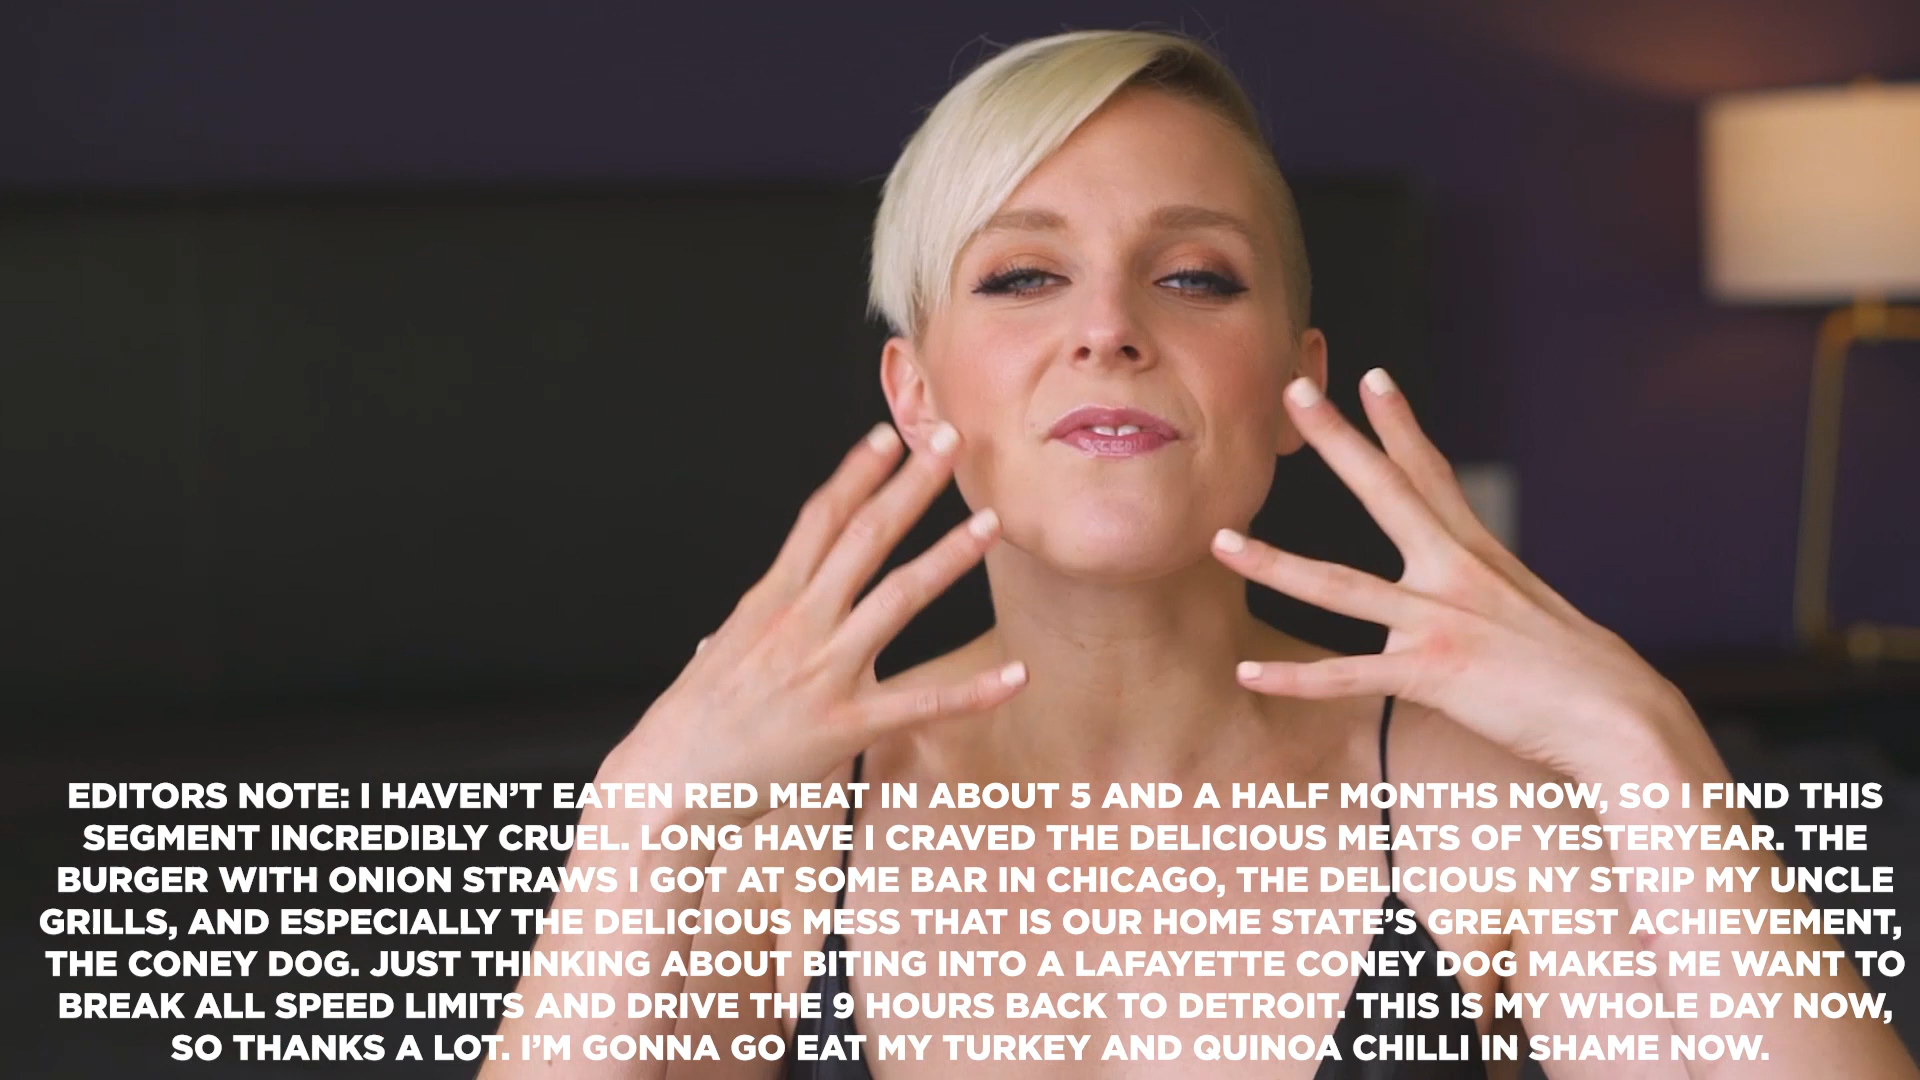 EDITORS NOTE: I HAVEN'T EATEN RED MEAT IN ABOUT 5 AND A HALF MONTHS NOW, SO I FIND THIS
SEGMENT INCREDIBLY CRUEL. LONG HAVE I CRAVED THE DELICIOUS MEATS OF YESTERYEAR. THE
BURGER WITH ONION STRAWS I GOT AT SOME BAR IN CHICAGO, THE DELICIOUS NY STRIP MY UNCLE
GRILLS, AND ESPECIALLY THE DELICIOUS MESS THAT IS OUR HOME STATE'S GREATEST ACHIEVEMENT,
THE CONEY DOG. JUST THINKING ABOUT BITING INTO A LAFAYETTE CONEY DOG MAKES ME WANT TO
BREAK ALL SPEED LIMITS AND DRIVE THE 9 HOURS BACK TO DETROIT. THIS IS MY WHOLE DAY NOW,
SO THANKS A LOT. I'M GONNA GO EAT MY TURKEY AND QUINOA CHILLI IN SHAME NOW.